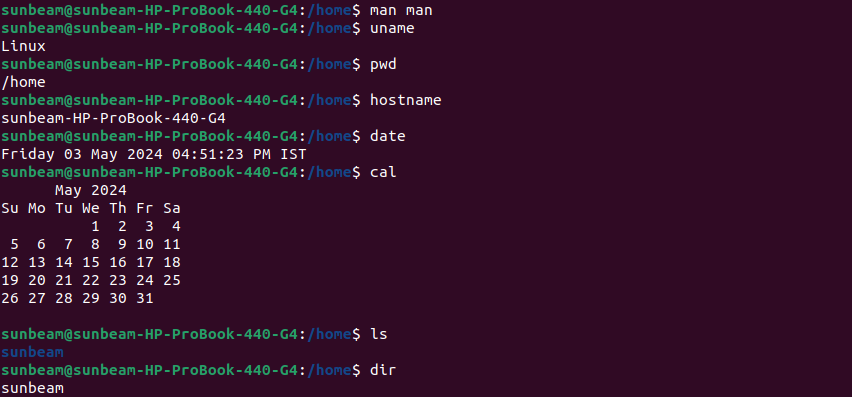 sunbeam@sunbeam-HP-ProBook-440-G4:/home$ man man
sunbeam@sunbeam-HP-ProBook-440-G4:/home$ uname
Linux
sunbeam@sunbeam-HP-ProBook-440-G4:/home$ pwd
/home
sunbeam@sunbeam-HP-ProBook-440-G4:/home$ hostname
sunbeam-HP-ProBook-440-G4
sunbeam@sunbeam-HP-ProBook-440-G4:/home$ date
Friday 03 May 2024 04:51:23 PM IST
sunbeam@sunbeam-HP-ProBook-440-G4:/home$ cal
      May 2024
Su Mo Tu We Th Fr Sa
          1  2  3  4
 5  6  7  8  9 10 11
12 13 14 15 16 17 18
19 20 21 22 23 24 25
26 27 28 29 30 31
sunbeam@sunbeam-HP-ProBook-440-G4:/home$ ls
sunbeam
sunbeam@sunbeam-HP-ProBook-440-G4:/home$ dir
sunbeam